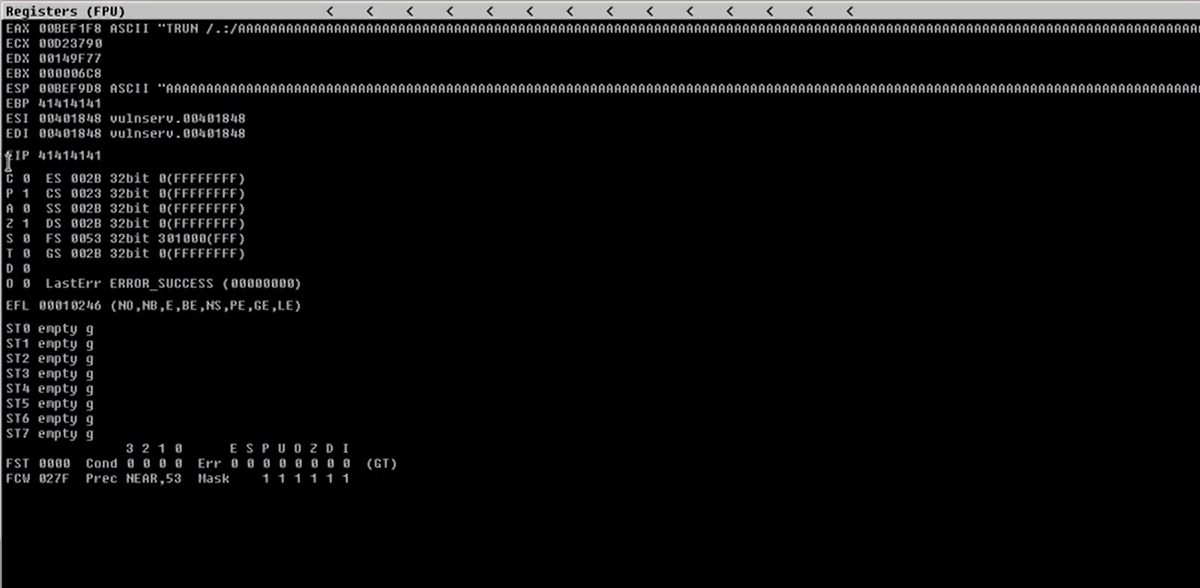 Registers (FPU) < < < < < < < < < < < < < <
EAX 00BEF1F8 ASCII "TRUN /.:/AAAAAAAAAAAAAAAAAAAAAAAAAAAAAAAAAAAAAAAAAAAAAAAAAAAAAAAAAAAAAAAAAAAAAAAAAAAAAAAAAAAAAAAAAAAAAAAAAAAAAAAAAAAAAAAA
ECX 00D23790
EDX 00149F77
EBX 000006C8
ESP 00BEF9D8 ASCII "AAAAAAAAAAAAAAAAAAAAAAAAAAAAAAAAAAAAAAAAAAAAAAAAAAAAAAAAAAAAAAAAAAAAAAAAAAAAAAAAAAAAAAAAAAAAAAAAAAAAAAAAAAAAAAAAAAAAAAAAAAAAA
EBP 41414141
ESI 00401848 vulnserv.00401848
EDI 00401848 vulnserv.00401848
EIP 41414141
C 0 ES 002B 32bit 0(FFFFFFFF)
P 1 CS 0023 32bit 0(FFFFFFFF)
A 0 SS 002B 32bit 0(FFFFFFFF)
Z 1 DS 002B 32bit 0(FFFFFFFF)
S 0 FS 0053 32bit 301000(FFF)
T 0 GS 002B 32bit 0(FFFFFFFF)
D 0
O 0 LastErr ERROR_SUCCESS (00000000)
EFL 00010246 (NO,NB,E,BE,NS,PE,GE,LE)
ST0 empty g
ST1 empty g
ST2 empty g
ST3 empty g
ST4 empty g
ST5 empty g
ST6 empty g
ST7 empty g
3 2 1 0 E S P U O Z D I
FST 0000 Cond 0 0 0 0 Err 0 0 0 0 0 0 0 0 (GT)
FCW 027F Prec NEAR,53 Mask 1 1 1 1 1 1